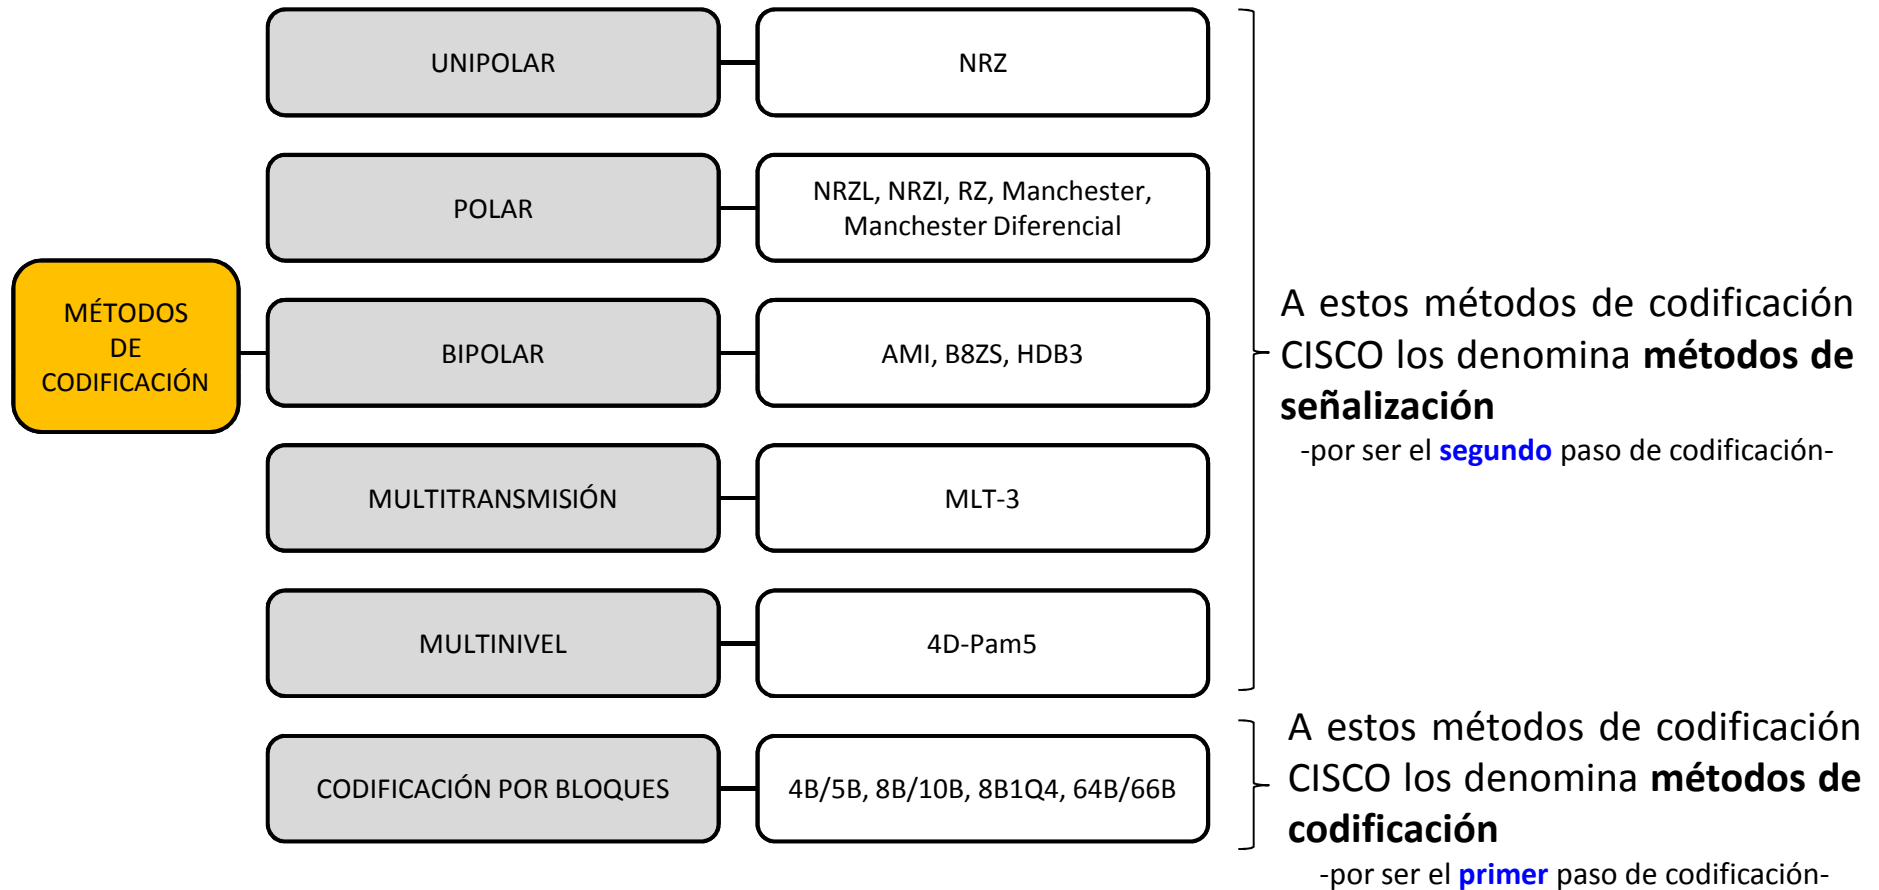 UNIPOLAR
NRZ
POLAR
NRZL, NRZI, RZ, Manchester,
Manchester Diferencial
MÉTODOS
DE
CODIFICACIÓN
BIPOLAR
AMI, B8ZS, HDB3
A estos métodos de codificación
CISCO los denomina métodos de
señalización
-por ser el segundo paso de codificación-
MULTITRANSMISIÓN
MLT-3
MULTINIVEL
4D-Pam5
CODIFICACIÓN POR BLOQUES
4B/5B, 8B/10B, 8B1Q4, 64B/66B
A estos métodos de codificación
CISCO los denomina métodos de
codificación
-por ser el primer paso de codificación-